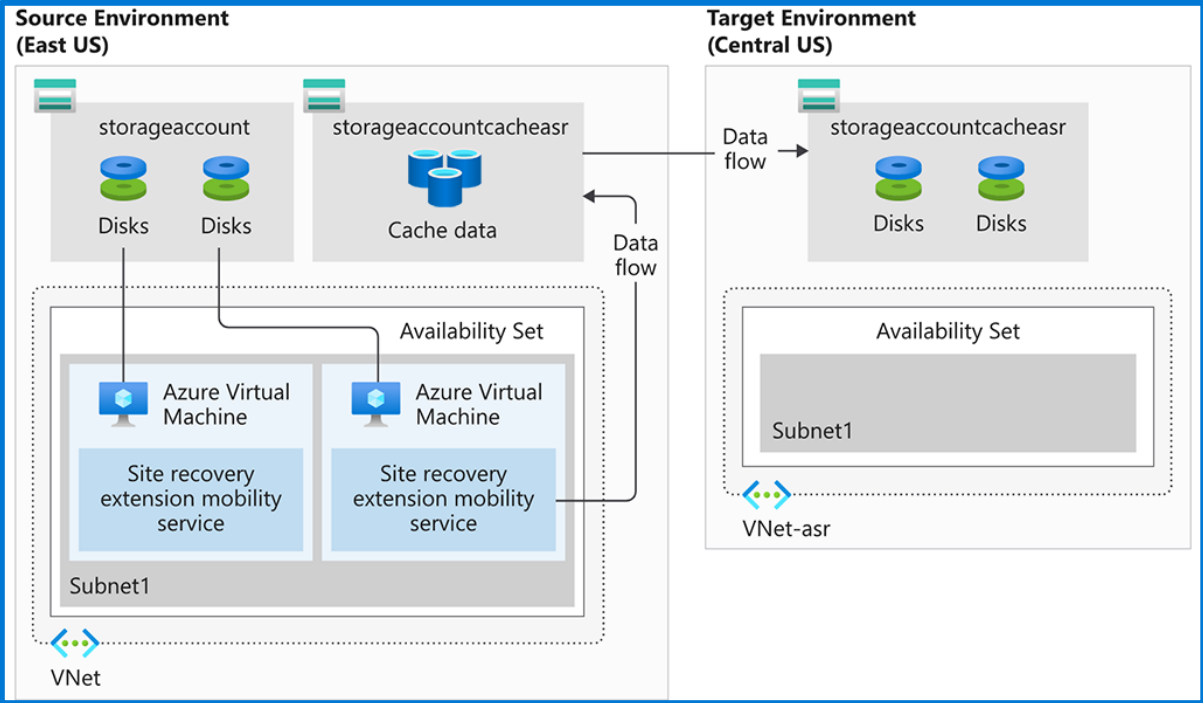 Source Environment
(East US)
storageaccount
Disks
Disks
storageaccountcacheasr
Cache data
Data
flow
Data
flow
Availability Set
Azure Virtual
Machine
Site recovery
extension mobility
service
Azure Virtual
Machine
Site recovery
extension mobility
service
Subnet1
VNet
Target Environment
(Central US)
storageaccountcacheasr
Disks
Disks
Availability Set
Subnet1
VNet-asr